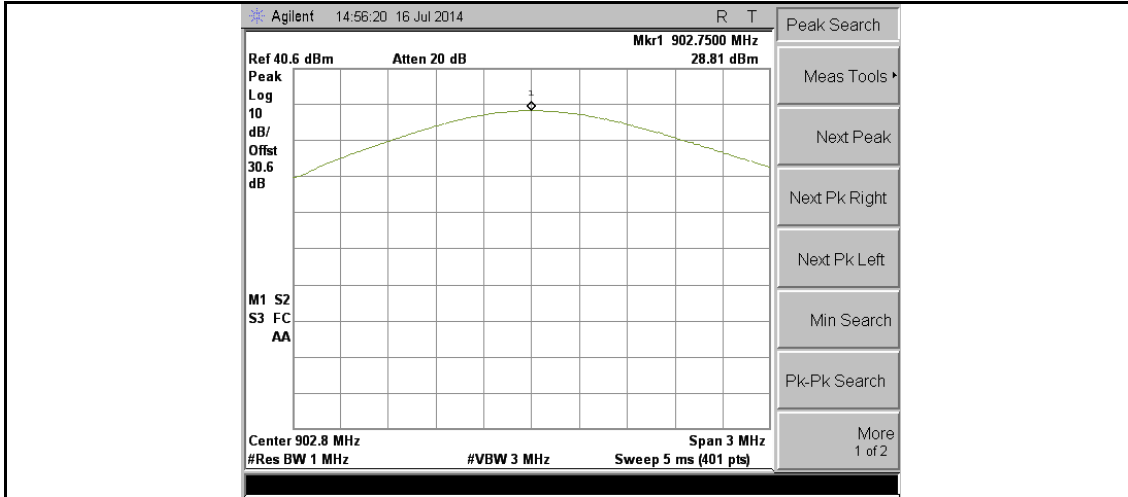 Agilent 14:56:20 16 Jul 2014 R T
Peak Search
Mkr1 902.7500 MHz
Ref 40.6 dBm Atten 20 dB 28.81 dBm
Peak
Log
10
dB/
Offst
30.6
dB
1
M1 S2
S3 FC
AA
Center 902.8 MHz Span 3 MHz
#Res BW 1 MHz #VBW 3 MHz Sweep 5 ms (401 pts)
Meas Tools
Next Peak
Next Pk Right
Next Pk Left
Min Search
Pk-Pk Search
More
1 of 2